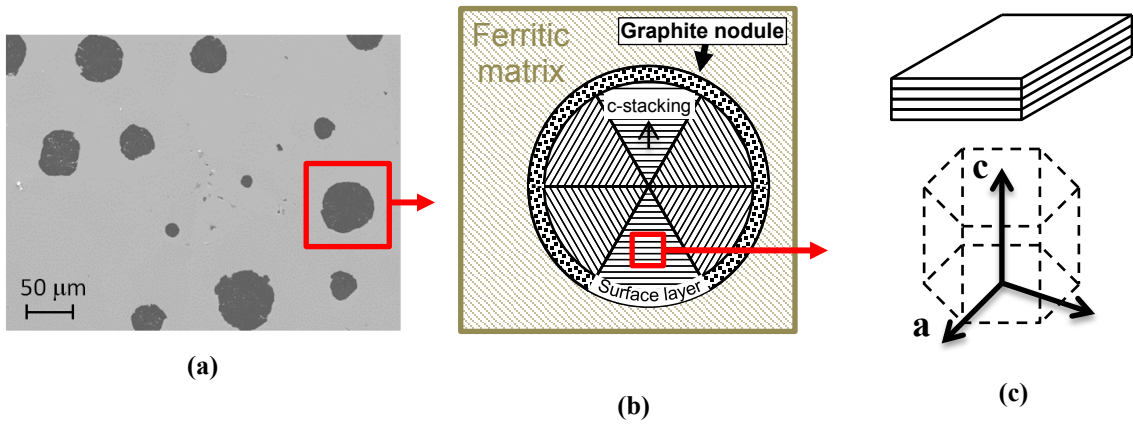 50 μm
(a)
Ferritic
matrix
Graphite nodule
c-stacking
Surface layer
(b)
c
a
(c)